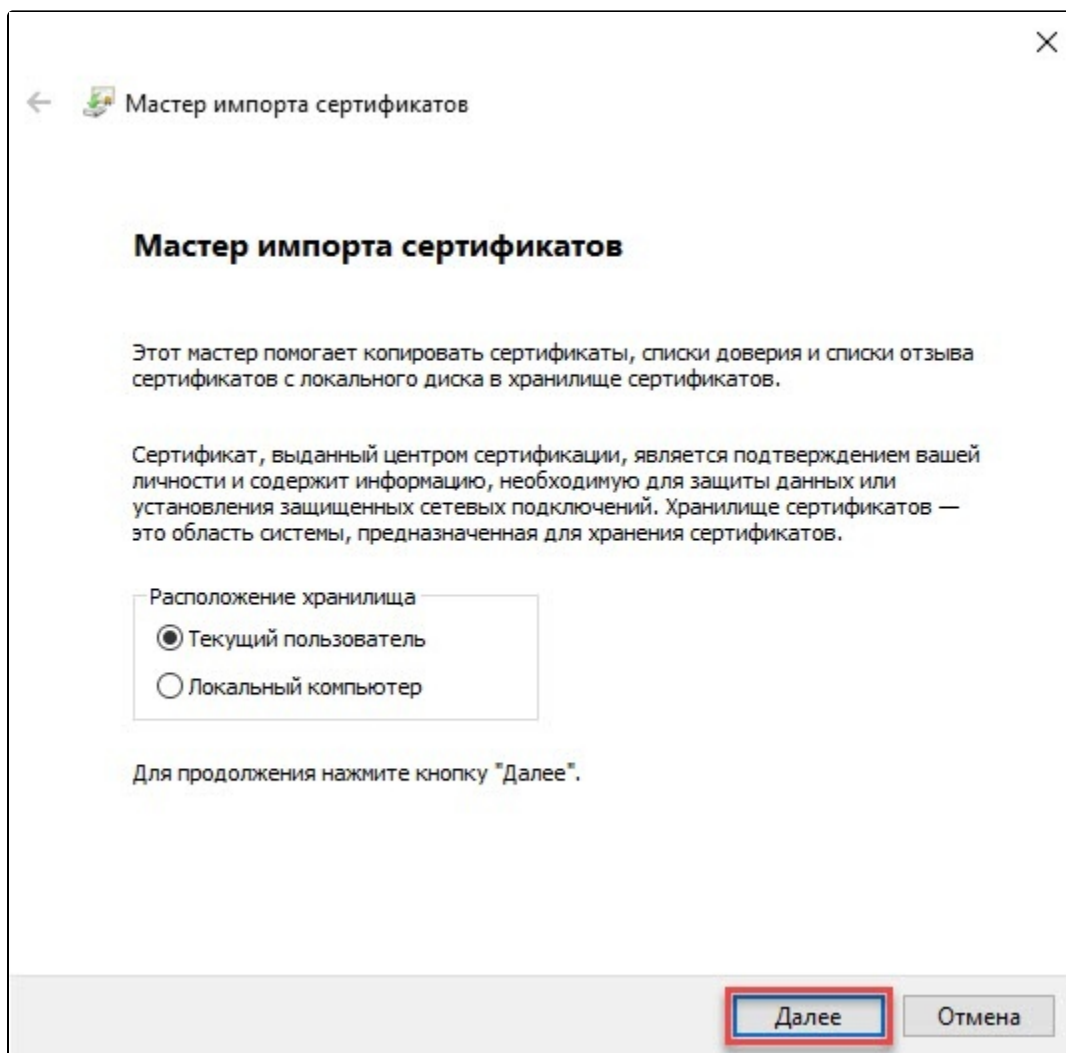 Мастер импорта сертификатов
Мастер импорта сертификатов
Этот мастер помогает копировать сертификаты, списки доверия и списки отзыва
сертификатов с локального диска в хранилище сертификатов.
Сертификат, выданный центром сертификации, является подтверждением вашей
личности и содержит информацию, необходимую для защиты данных или
установления защищенных сетевых подключений. Хранилище сертификатов —
это область системы, предназначенная для хранения сертификатов.
Расположение хранилища
Текущий пользователь
Локальный компьютер
Для продолжения нажмите кнопку "Далее".
Далее Отмена